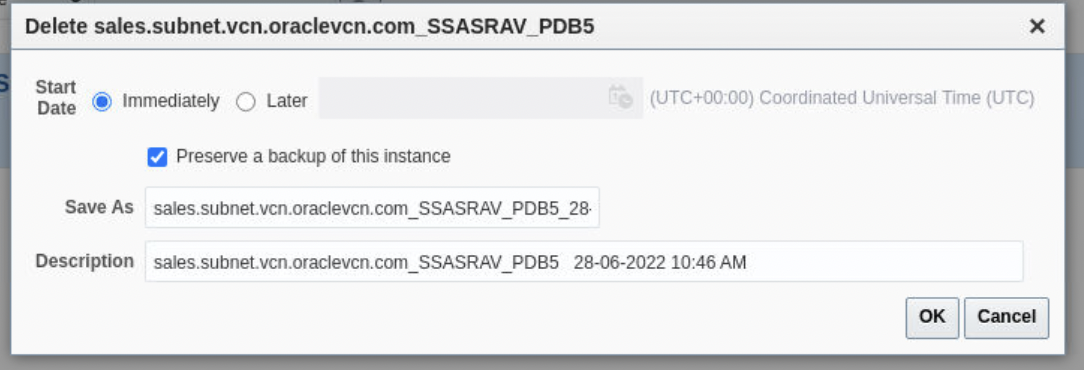 Delete sales.subnet.vcn.oraclevcn.com_SSASRAV_PDB5
Start Date Immediately Later (UTC+00:00) Coordinated Universal Time (UTC)
Preserve a backup of this instance
Save As sales.subnet.vcn.oraclevcn.com_SSASRAV_PDB5_28-
Description sales.subnet.vcn.oraclevcn.com_SSASRAV_PDB5 28-06-2022 10:46 AM
OK Cancel